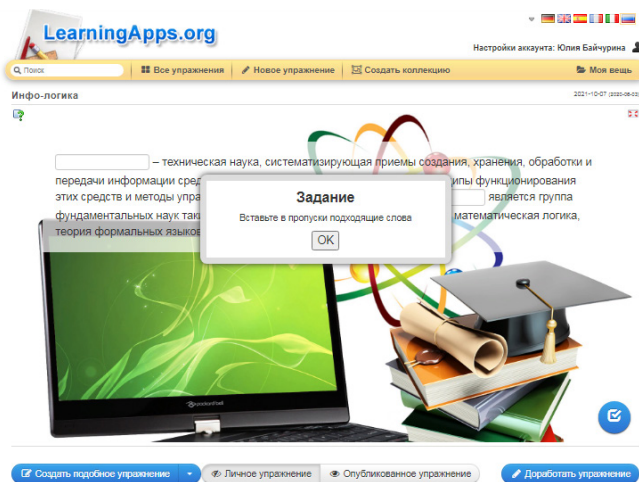 LearningApps.org
Настройки аккаунта: Юлия Байчурина
Поиск
Все упражнения
Новое упражнение
Создать коллекцию
Моя вещь
Инфо-логика
2021-10-07
– техническая наука, систематизирующая приемы создания, хранения, обработки и
передачи информации сред
ипы функционирования
этих средств и методы упра
является группа
фундаментальных наук так
математическая логика,
теория формальных языков
Задание
Вставьте в пропуски подходящие слова
OK
Создать подобное упражнение
Личное упражнение
Опубликованное упражнение
Доработать упражнение